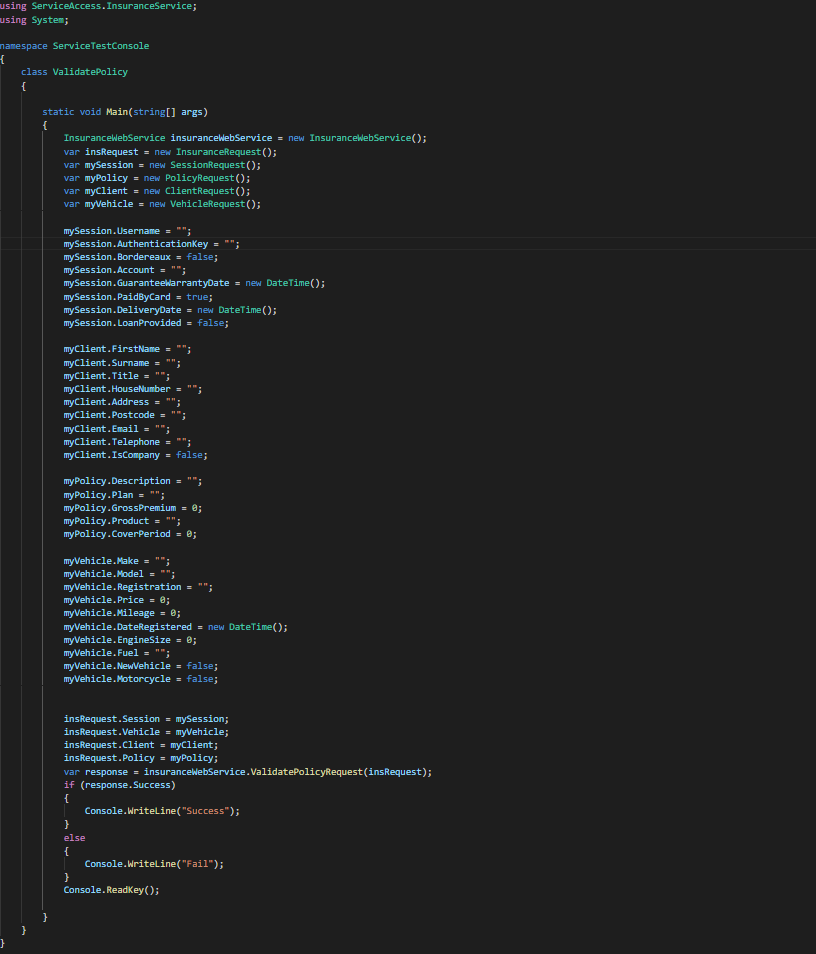 using ServiceAccess.InsuranceService;
using System;
namespace ServiceTestConsole
{
class ValidatePolicy
{
static void Main(string[] args)
{
InsuranceWebService insuranceWebService = new InsuranceWebService();
var insRequest = new InsuranceRequest();
var mySession = new SessionRequest();
var myPolicy = new PolicyRequest();
var myClient = new ClientRequest();
var myVehicle = new VehicleRequest();
mySession.Username = "";
mySession.AuthenticationKey = "";
mySession.Bordereaux = false;
mySession.Account = "";
mySession.GuaranteeWarrantyDate = new DateTime();
mySession.PaidByCard = true;
mySession.DeliveryDate = new DateTime();
mySession.LoanProvided = false;
myClient.FirstName = "";
myClient.Surname = "";
myClient.Title = "";
myClient.HouseNumber = "";
myClient.Address = "";
myClient.Postcode = "";
myClient.Email = "";
myClient.Telephone = "";
myClient.IsCompany = false;
myPolicy.Description = "";
myPolicy.Plan = "";
myPolicy.GrossPremium = 0;
myPolicy.Product = "";
myPolicy.CoverPeriod = 0;
myVehicle.Make = "";
myVehicle.Model = "";
myVehicle.Registration = "";
myVehicle.Price = 0;
myVehicle.Mileage = 0;
myVehicle.DateRegistered = new DateTime();
myVehicle.EngineSize = 0;
myVehicle.Fuel = "";
myVehicle.NewVehicle = false;
myVehicle.Motorcycle = false;
insRequest.Session = mySession;
insRequest.Vehicle = myVehicle;
insRequest.Client = myClient;
insRequest.Policy = myPolicy;
var response = insuranceWebService.ValidatePolicyRequest(insRequest);
if (response.Success)
{
Console.WriteLine("Success");
}
else
{
Console.WriteLine("Fail");
}
Console.ReadKey();
}
}
}